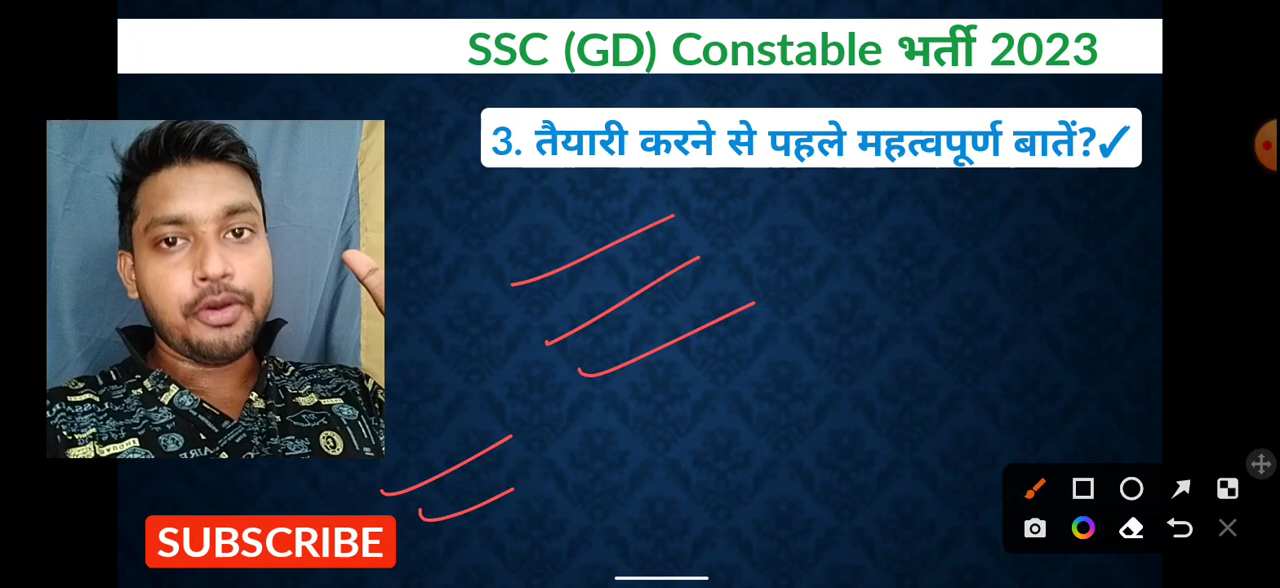 SSC (GD) Constable भर्ती 2023
3. तैयारी करने से पहले महत्वपूर्ण बातें?✓
SUBSCRIBE